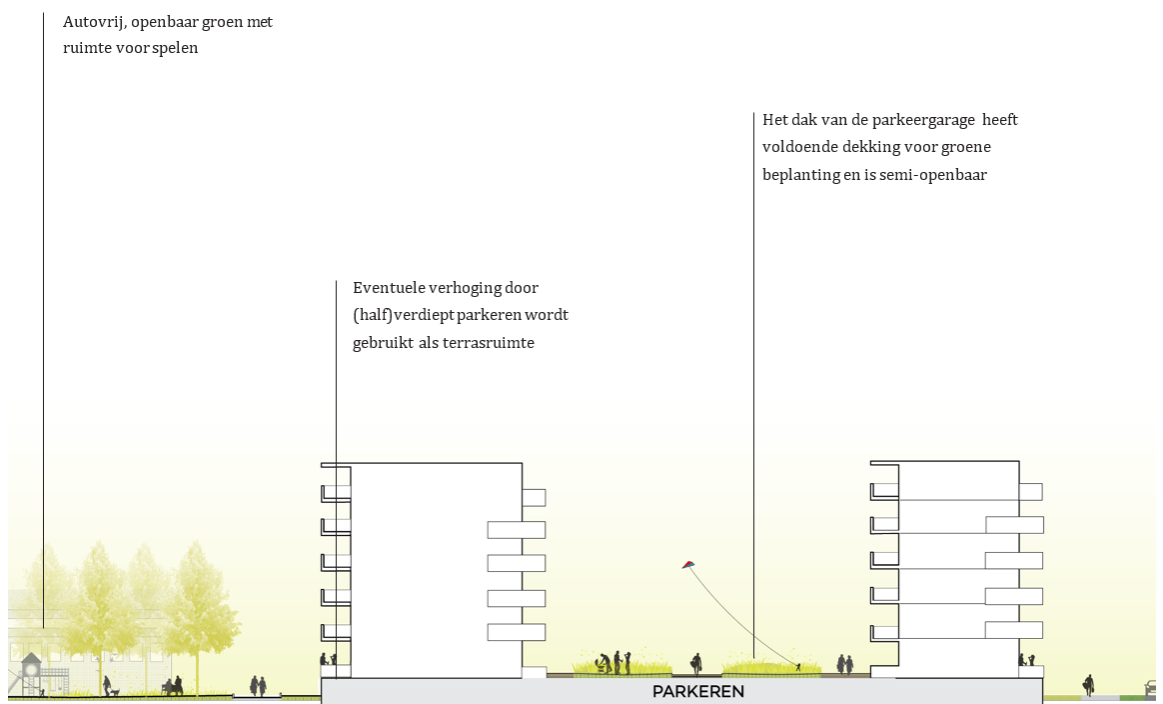 Autovrij, openbaar groen met
ruimte voor spelen
Het dak van de parkeergarage heeft
voldoende dekking voor groene
beplanting en is semi-openbaar
Eventuele verhoging door
(half)verdiept parkeren wordt
gebruikt als terrasruimte
PARKEREN